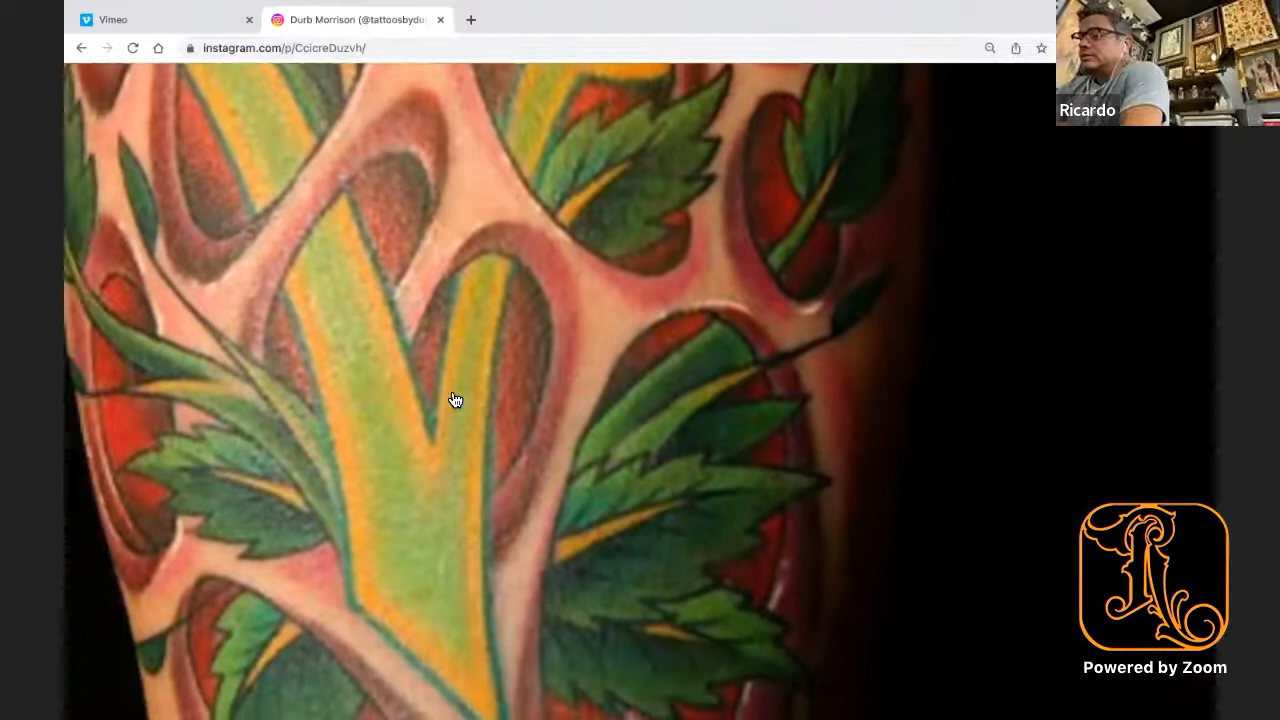 Vimeo
Durb Morrison (@tattoosbydu
instagram.com/p/CcicreDuzvh/
Ricardo
Powered by Zoom